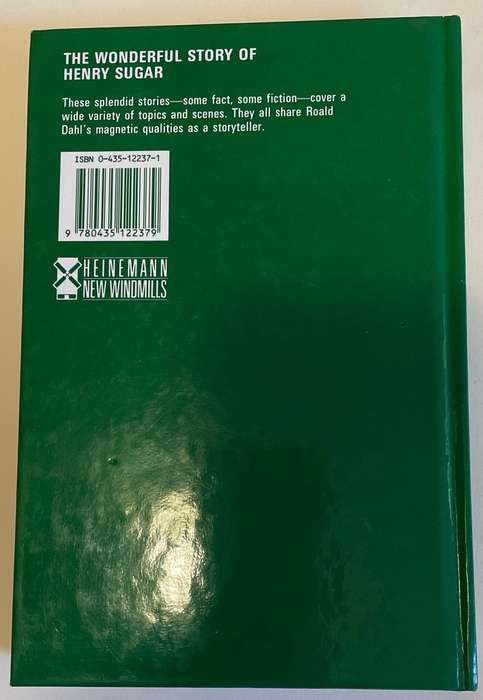 THE WONDERFUL STORY OF
HENRY SUGAR
These splendid stories—some fact, some fiction—cover a
wide variety of topics and scenes. They all share Roald
Dahl's magnetic qualities as a storyteller.
ISBN 0-435-12237-1
9 780435 122379
HEINEMANN
NEW WINDMILLS